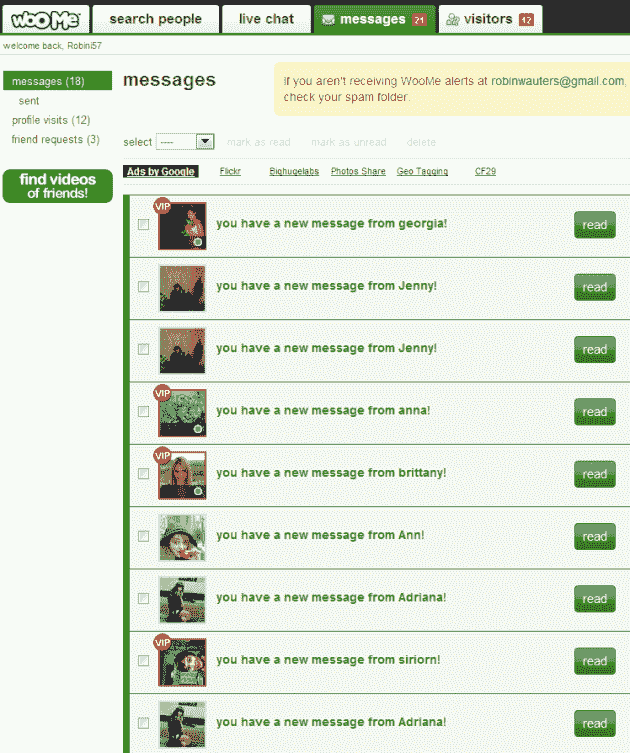 wooMe search people live chat messages 21 visitors 12
welcome back, Robini57
messages (18)
sent
profile visits (12)
friend requests (3)
find videos
of friends!
messages
If you aren't receiving WooMe alerts at robinwauters@gmail.com,
check your spam folder.
select ---- mark as read mark as unread delete
Ads by Google Flickr Bighugelabs Photos Share Geo Tagging CF29
VIP
you have a new message from georgia! read
you have a new message from Jenny! read
you have a new message from Jenny! read
VIP
you have a new message from anna! read
VIP
you have a new message from brittany! read
you have a new message from Ann! read
you have a new message from Adriana! read
VIP
you have a new message from siriorn! read
you have a new message from Adriana! read